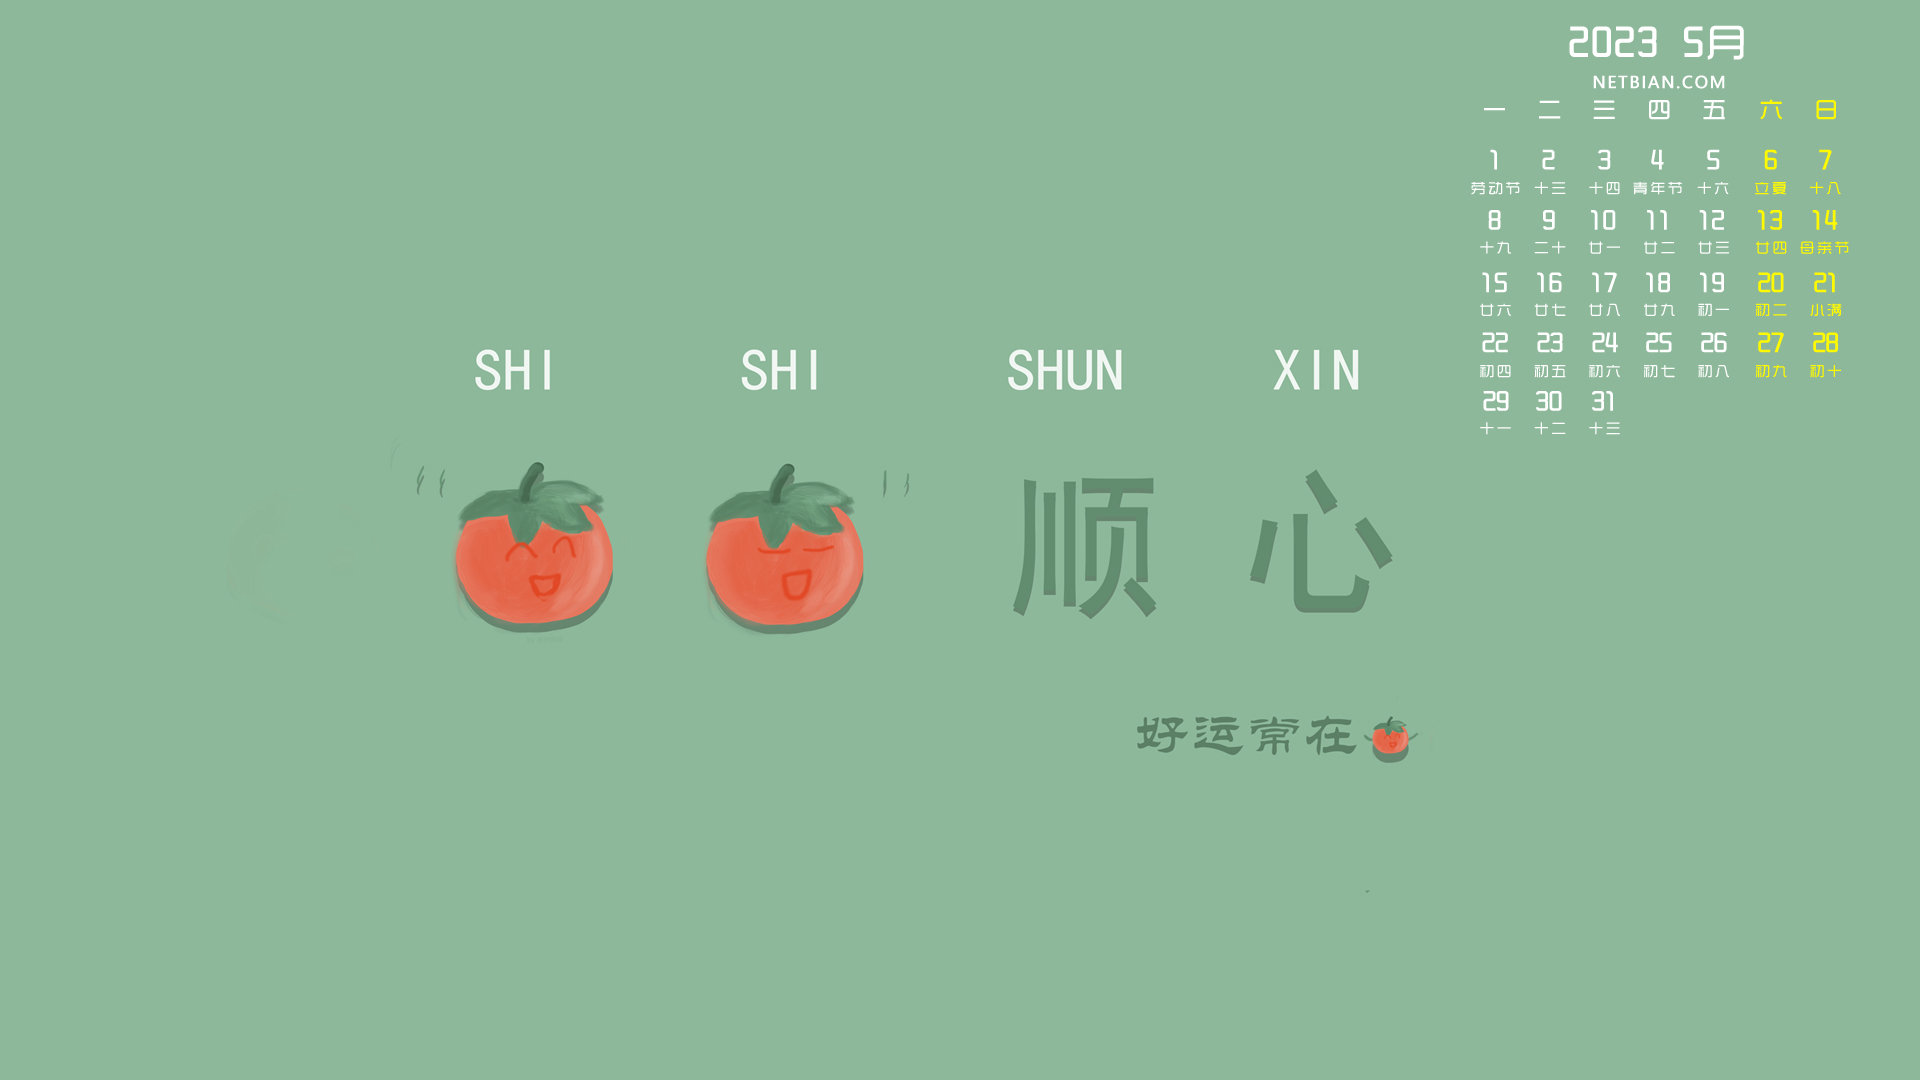 2023 5月
NETBIAN.COM
一 二 三 四 五 六 日
1 2 3 4 5 6 7
劳动节 十三 十四 青年节 十六 立夏 十八
8 9 10 11 12 13 14
十九 二十 廿一 廿二 廿三 廿四 母亲节
15 16 17 18 19 20 21
廿六 廿七 廿八 廿九 初一 初二 小满
22 23 24 25 26 27 28
初四 初五 初六 初七 初八 初九 初十
29 30 31
十一 十二 十三
SHI SHI SHUN XIN
顺 心
好运常在